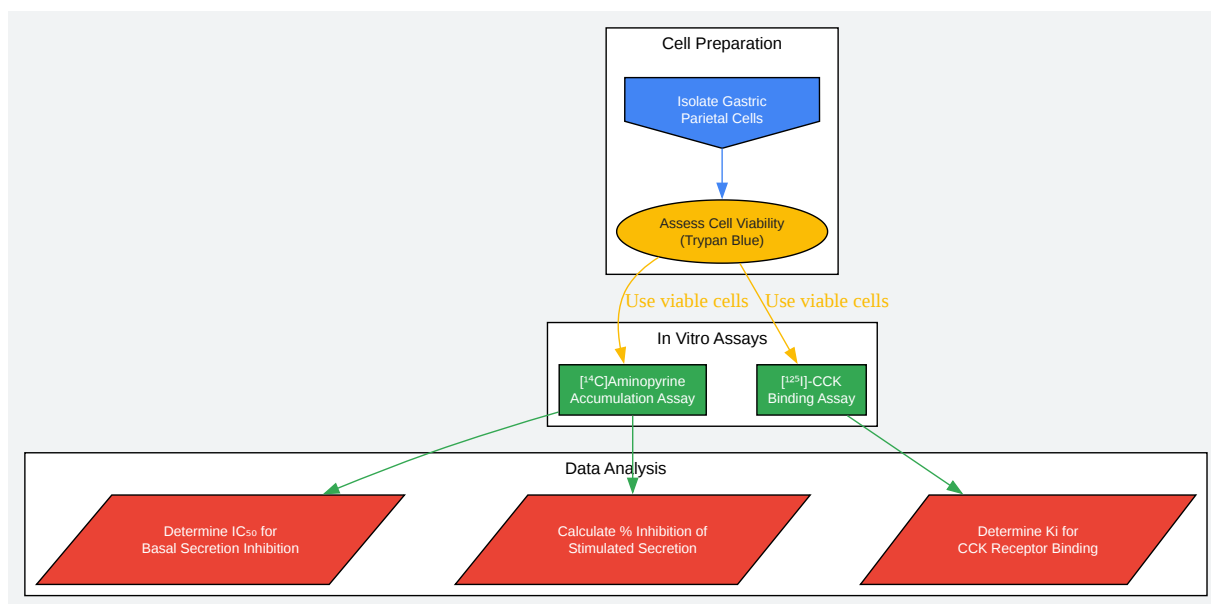 Cell Preparation
Isolate Gastric
Parietal Cells
Assess Cell Viability
(Trypan Blue)
Use viable cells
Use viable cells
In Vitro Assays
[¹⁴C]Aminopyrine
Accumulation Assay
[¹²⁵I]-CCK
Binding Assay
Data Analysis
Determine IC₅₀ for
Basal Secretion Inhibition
Calculate % Inhibition of
Stimulated Secretion
Determine Ki for
CCK Receptor Binding